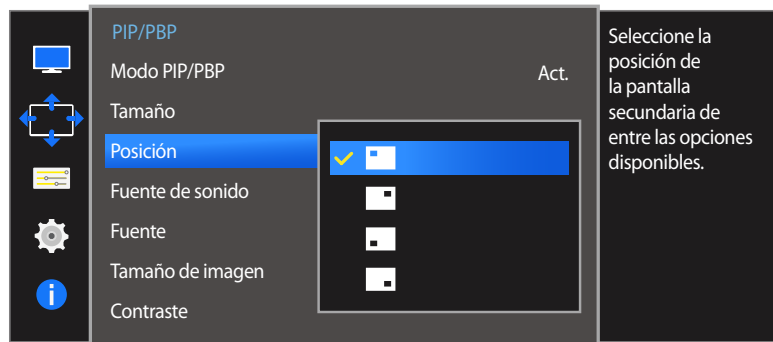 PIP/PBP
Modo PIP/PBP Act.
Tamaño
Posición
Fuente de sonido
Fuente
Tamaño de imagen
Contraste
Seleccione la
posición de
la pantalla
secundaria de
entre las opciones
disponibles.
i